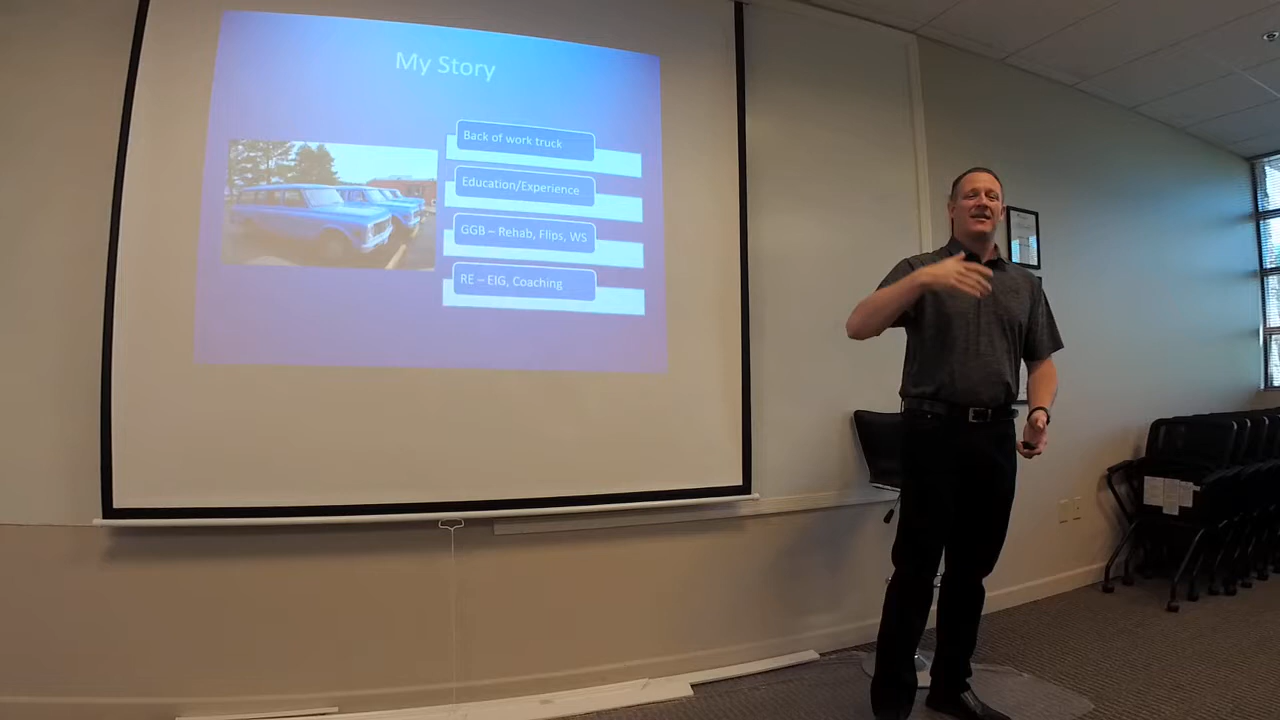 My Story
Back of work truck
Education/Experience
GGB – Rehab, Flips, WS
RE – EIG, Coaching